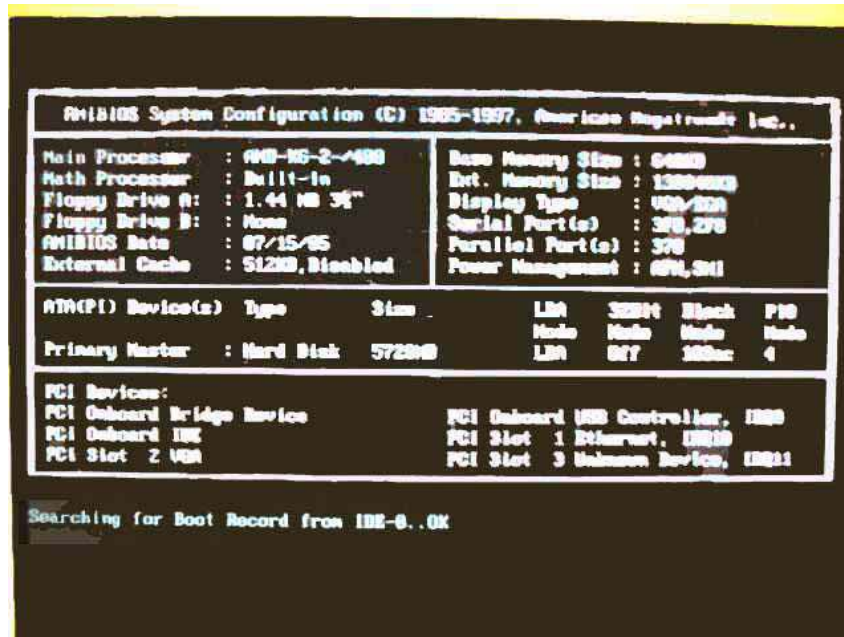 AMIBIOS System Configuration (C) 1985-1997, American Megatrends Inc.,
Main Processor : AMD-K6-2-/400
Math Processor : Built-in
Floppy Drive A: : 1.44 MB 3½"
Floppy Drive B: : None
AMIBIOS Date : 07/15/95
External Cache : 512KB,Disabled
Base Memory Size : 640KB
Ext. Memory Size :
Display Type : VGA/EGA
Serial Port(s) : 3F8,2F8
Parallel Port(s) : 378
Power Management : APM,SMI
ATA(PI) Device(s) Type Size LBA 32Bit Block PIO
Mode Mode Mode Mode
Primary Master : Hard Disk LBA Off 4
PCI Devices:
PCI Onboard Bridge Device
PCI Onboard IDE
PCI Slot 2 VGA
PCI Onboard USB Controller,
PCI Slot 1 Ethernet, IRQ10
PCI Slot 3 Unknown Device, IRQ11
Searching for Boot Record from IDE-0..OK